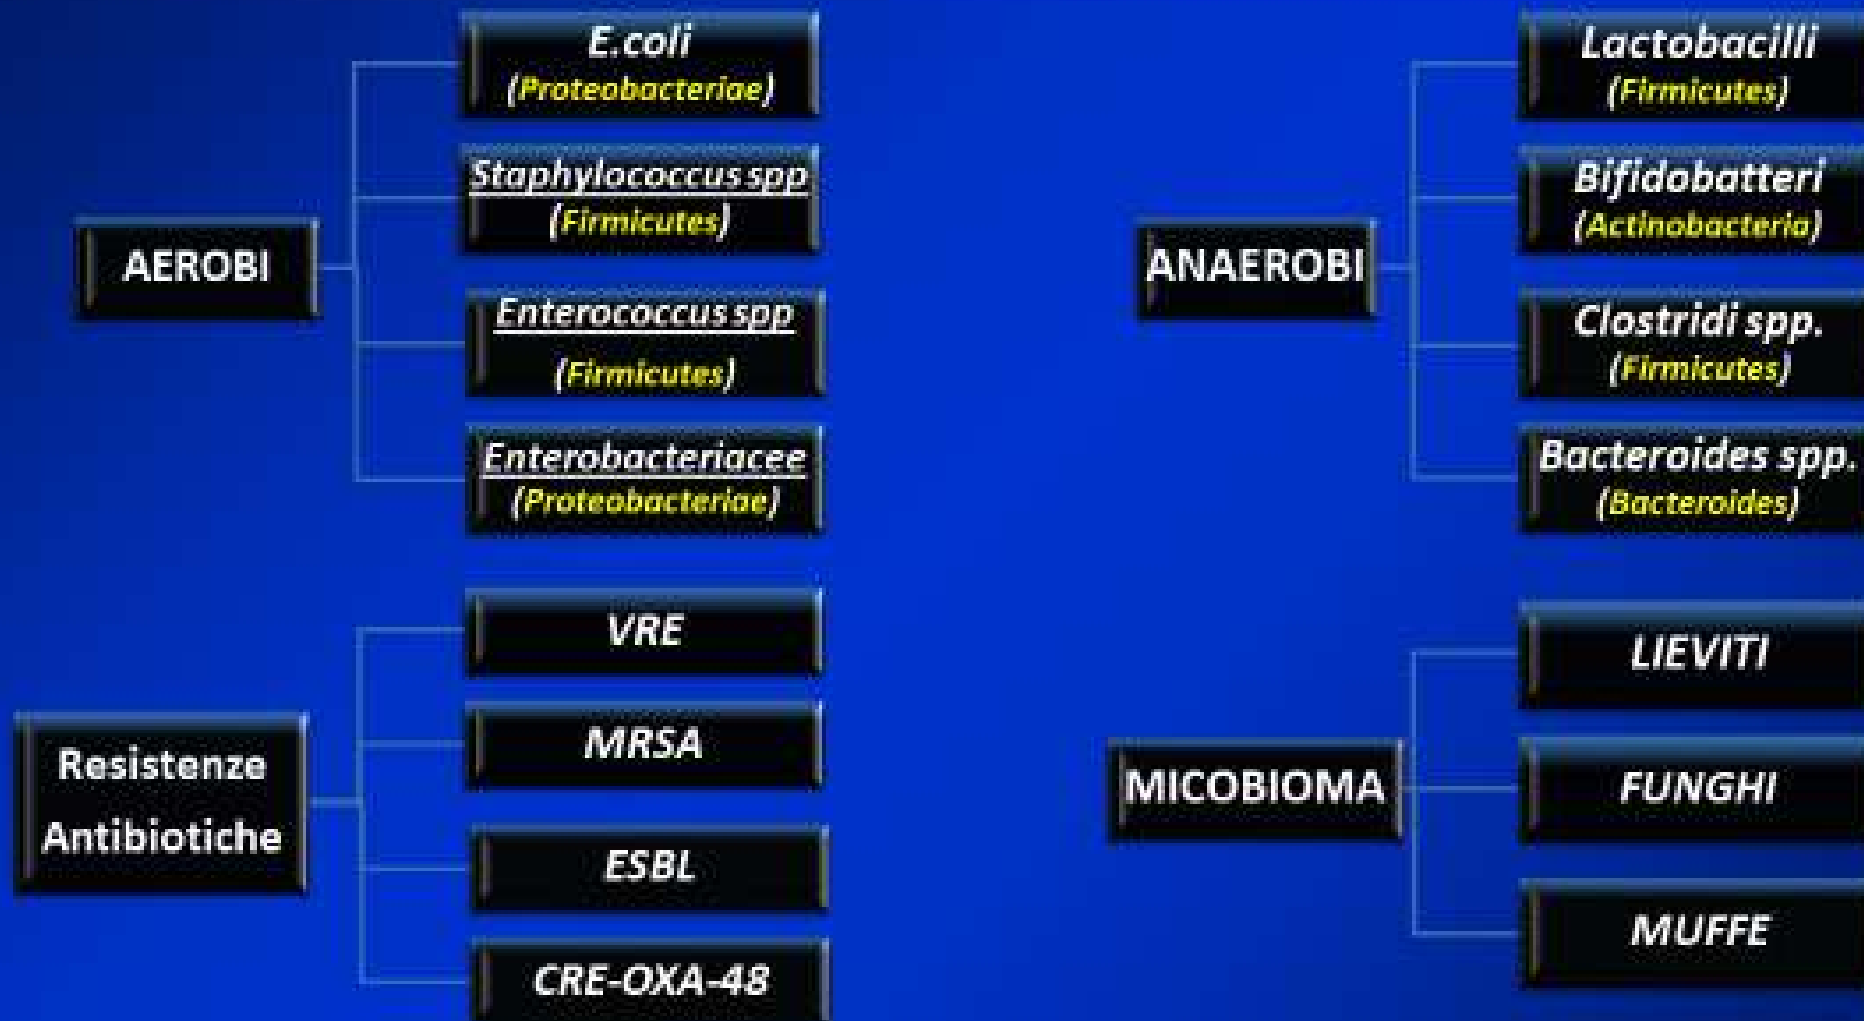 AEROBI
E.coli
(Proteobacteriae)
Staphylococcus spp
(Firmicutes)
Enterococcus spp
(Firmicutes)
Enterobacteriacee
(Proteobacteriae)
ANAEROBI
Lactobacilli
(Firmicutes)
Bifidobatteri
(Actinobacteria)
Clostridi spp.
(Firmicutes)
Bacteroides spp.
(Bacteroides)
Resistenze
Antibiotiche
VRE
MRSA
ESBL
CRE-OXA-48
MICOBIOMA
LIEVITI
FUNGHI
MUFFE